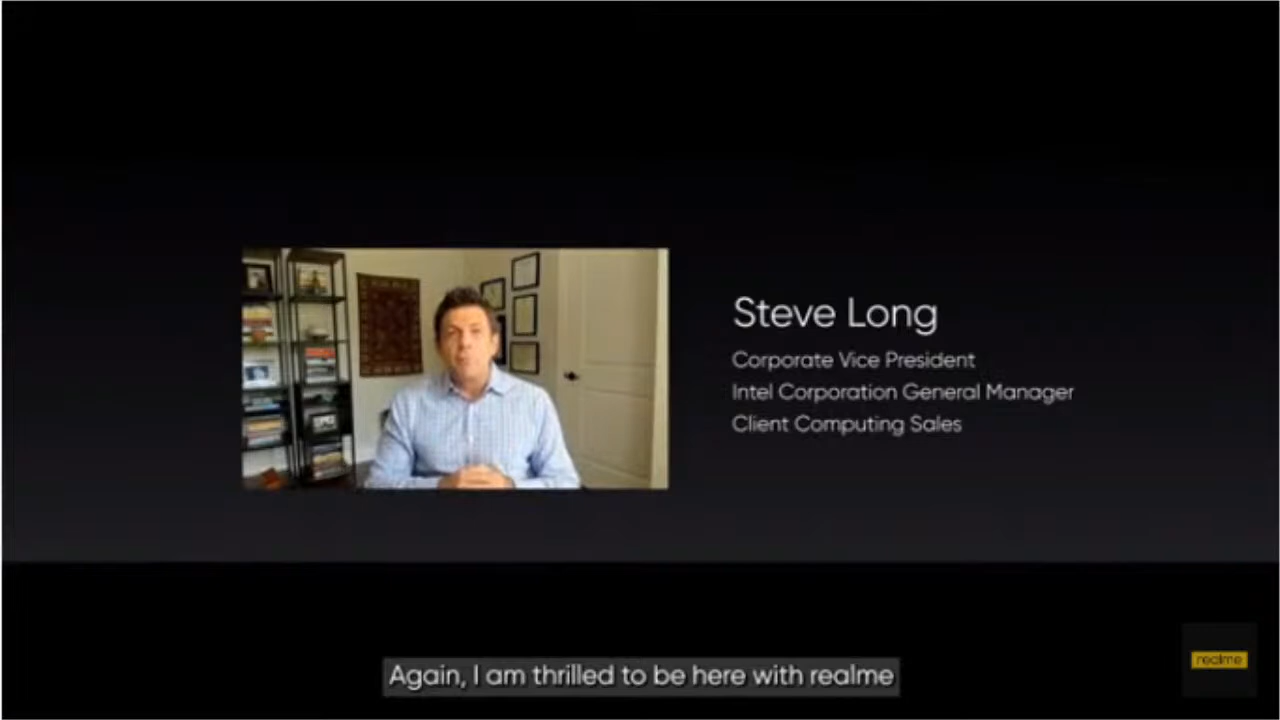 Steve Long
Corporate Vice President
Intel Corporation General Manager
Client Computing Sales
Again, I am thrilled to be here with realme
realme